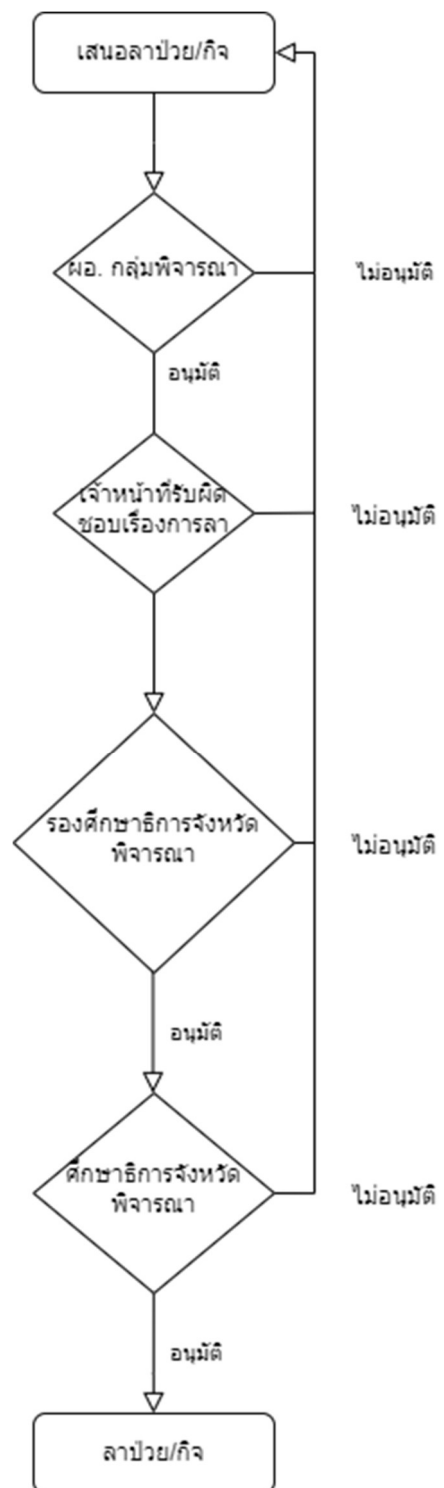 เสนอลาป่วย/กิจ
ผอ. กลุ่มพิจารณา
ไม่อนุมัติ
อนุมัติ
เจ้าหน้าที่รับผิด
ชอบเรื่องการลา
ไม่อนุมัติ
รองศึกษาธิการจังหวัด
พิจารณา
ไม่อนุมัติ
อนุมัติ
ศึกษาธิการจังหวัด
พิจารณา
ไม่อนุมัติ
อนุมัติ
ลาป่วย/กิจ